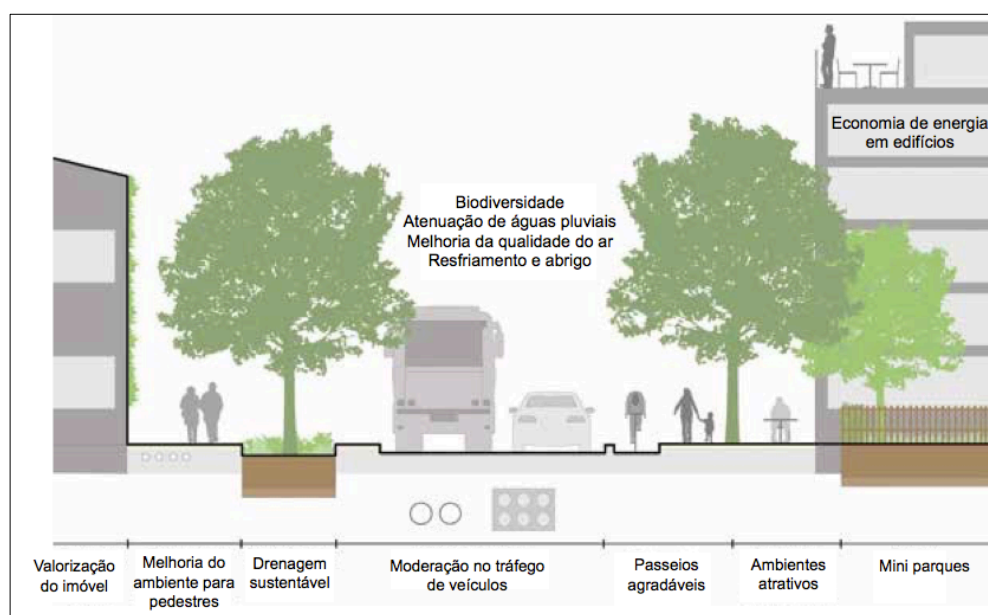 Economia de energia
em edifícios
Biodiversidade
Atenuação de águas pluviais
Melhoria da qualidade do ar
Resfriamento e abrigo
Valorização
do imóvel
Melhoria do
ambiente para
pedestres
Drenagem
sustentável
Moderação no tráfego
de veículos
Passeios
agradáveis
Ambientes
atrativos
Mini parques